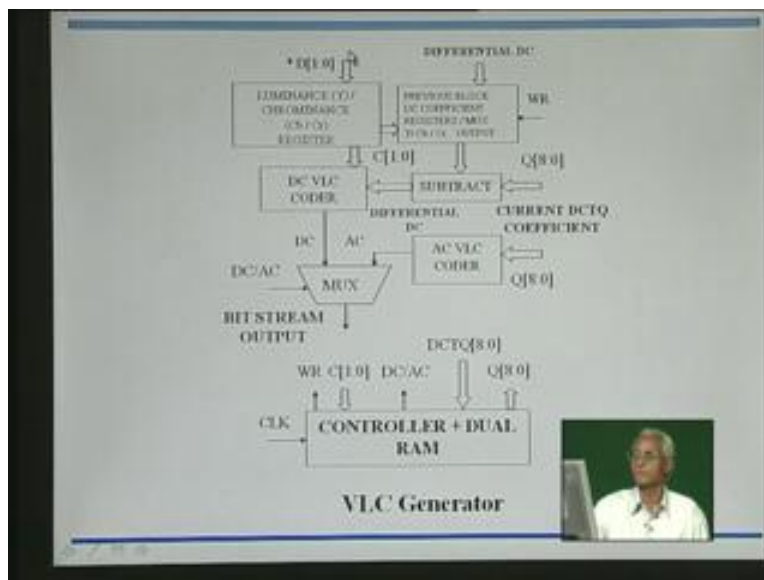 DIFFERENTIAL DC
D[1:0]
LUMINANCE (Y) /
CHROMINANCE
(Cb / Cr)
REGISTER
PREVIOUS BLOCK
DC COEFFICIENT
REGISTERS / MUX
Y/Cb / Cr OUTPUT
WR
C[1:0]
Q[8:0]
DC VLC
CODER
SUBTRACT
DIFFERENTIAL
DC
CURRENT DCTQ
COEFFICIENT
DC
AC
AC VLC
CODER
DC/AC
MUX
Q[8:0]
BIT STREAM
OUTPUT
DCTQ[8:0]
WR C[1:0] DC/AC
Q[8:0]
CLK
CONTROLLER + DUAL
RAM
VLC Generator